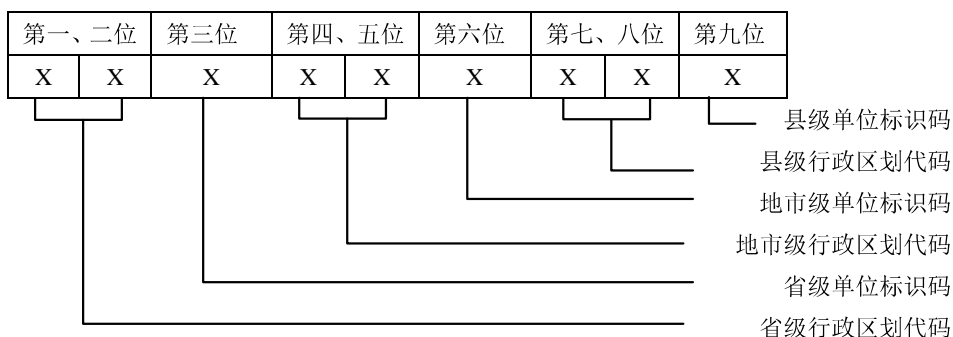 第一、二位 第三位 第四、五位 第六位 第七、八位 第九位
X X X X X X X X X
县级单位标识码
县级行政区划代码
地市级单位标识码
地市级行政区划代码
省级单位标识码
省级行政区划代码